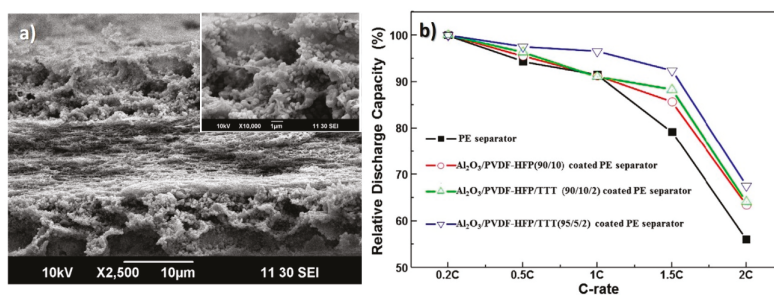 a)
10kV X10,000 1µm 11 30 SEI
10kV X2,500 10µm 11 30 SEI
b)
Relative Discharge Capacity (%)
100
90
80
70
60
50
PE separator
Al₂O₃/PVDF-HFP(90/10) coated PE separator
Al₂O₃/PVDF-HFP/TTT (90/10/2) coated PE separator
Al₂O₃/PVDF-HFP/TTT(95/5/2) coated PE separator
0.2C 0.5C 1C 1.5C 2C
C-rate